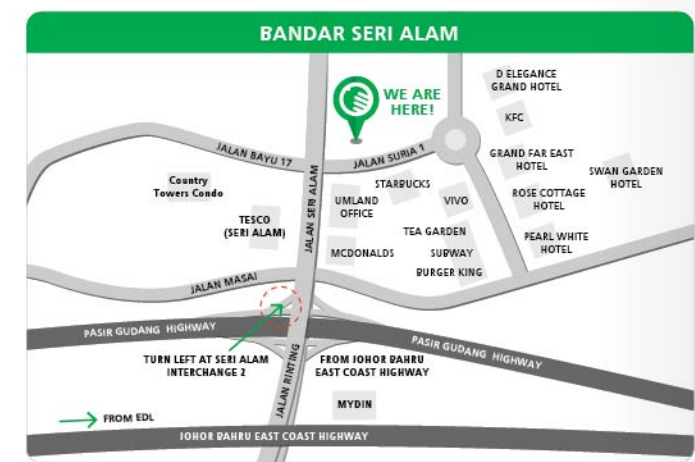 BANDAR SERI ALAM
D ELEGANCE
GRAND HOTEL
WE ARE
HERE!
KFC
JALAN BAYU 17
JALAN SURIA 1
GRAND FAR EAST
HOTEL
SWAN GARDEN
HOTEL
Country
Towers Condo
STARBUCKS
JALAN SERI ALAM
UMLAND
OFFICE
VIVO
ROSE COTTAGE
HOTEL
TESCO
(SERI ALAM)
TEA GARDEN
PEARL WHITE
HOTEL
MCDONALDS
SUBWAY
BURGER KING
JALAN MASAI
PASIR GUDANG HIGHWAY
PASIR GUDANG HIGHWAY
TURN LEFT AT SERI ALAM
INTERCHANGE 2
FROM JOHOR BAHRU
EAST COAST HIGHWAY
JALAN RINTING
MYDIN
FROM EDL
JOHOR BAHRU EAST COAST HIGHWAY